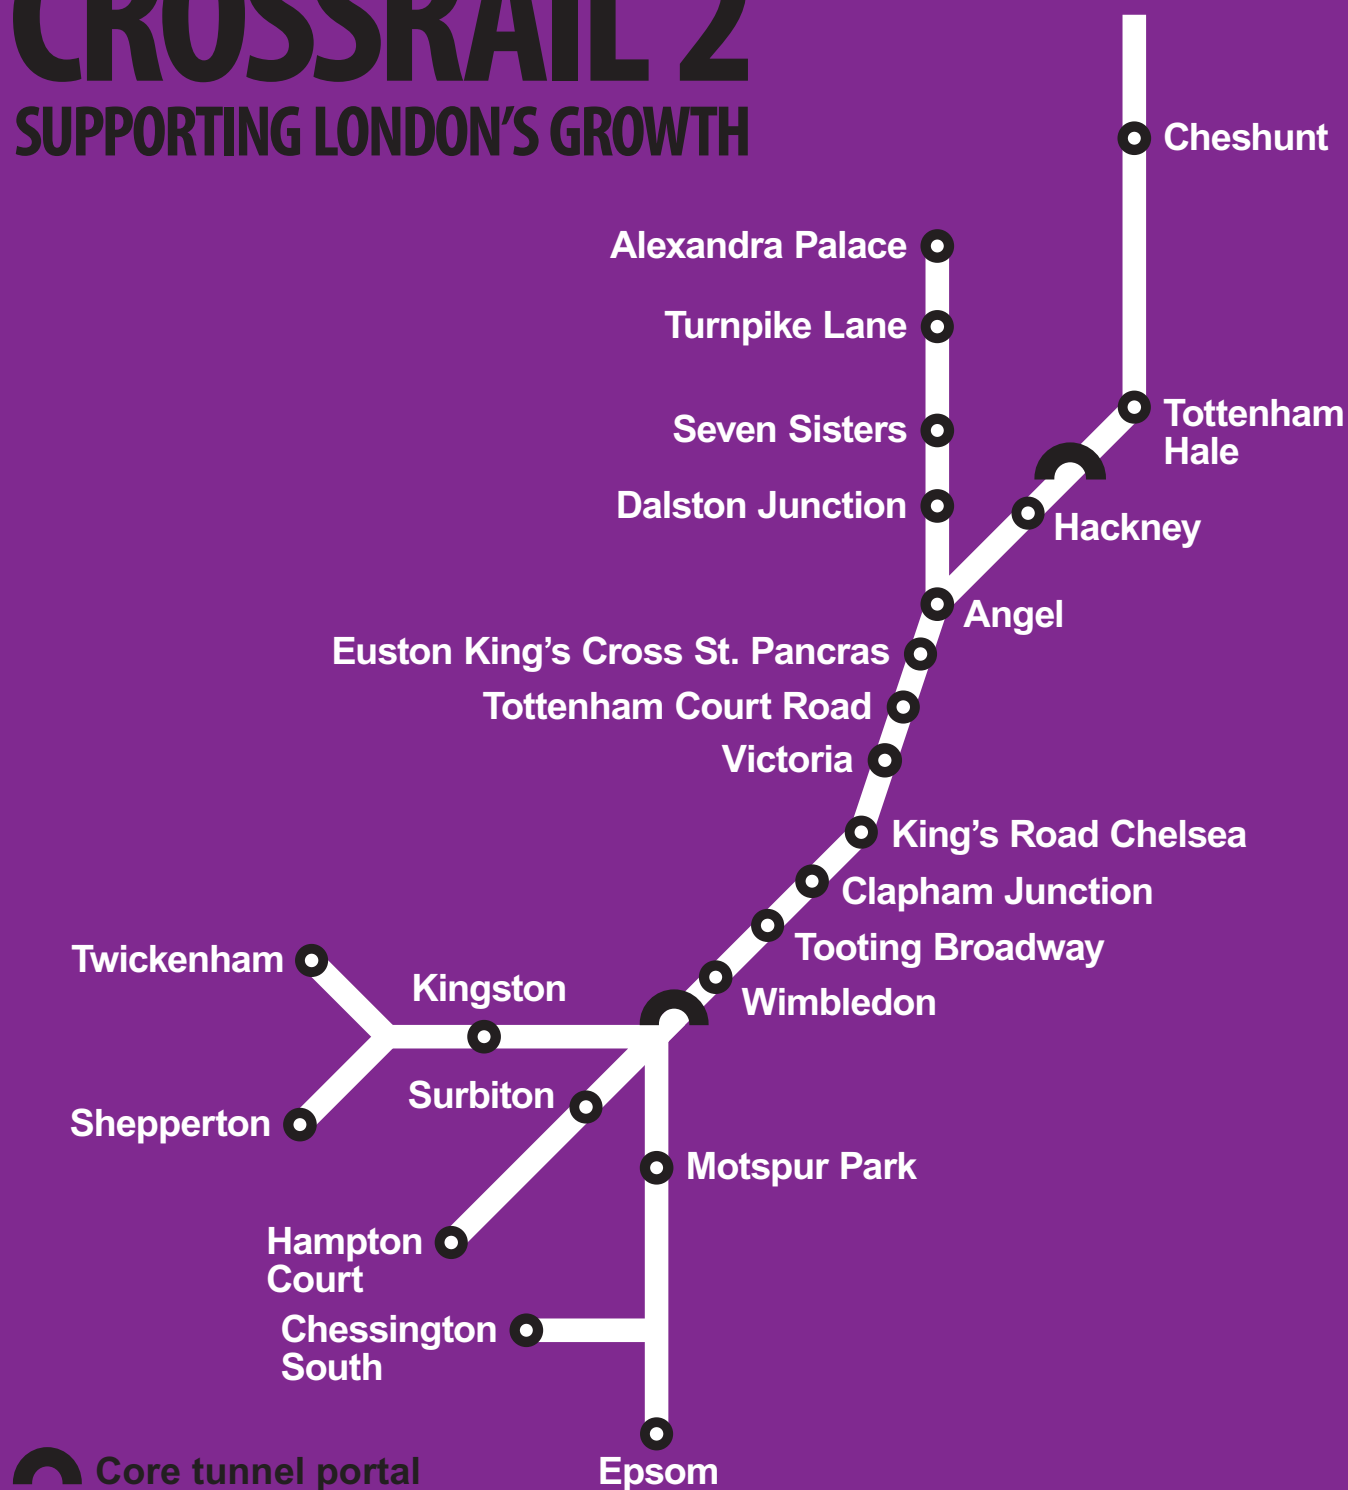 CROSSRAIL 2
SUPPORTING LONDON’S GROWTH
Cheshunt
Alexandra Palace
Turnpike Lane
Seven Sisters
Tottenham
Hale
Dalston Junction
Hackney
Angel
Euston King’s Cross St. Pancras
Tottenham Court Road
Victoria
King’s Road Chelsea
Clapham Junction
Tooting Broadway
Twickenham
Kingston
Wimbledon
Surbiton
Shepperton
Motspur Park
Hampton
Court
Chessington
South
Core tunnel portal
Epsom